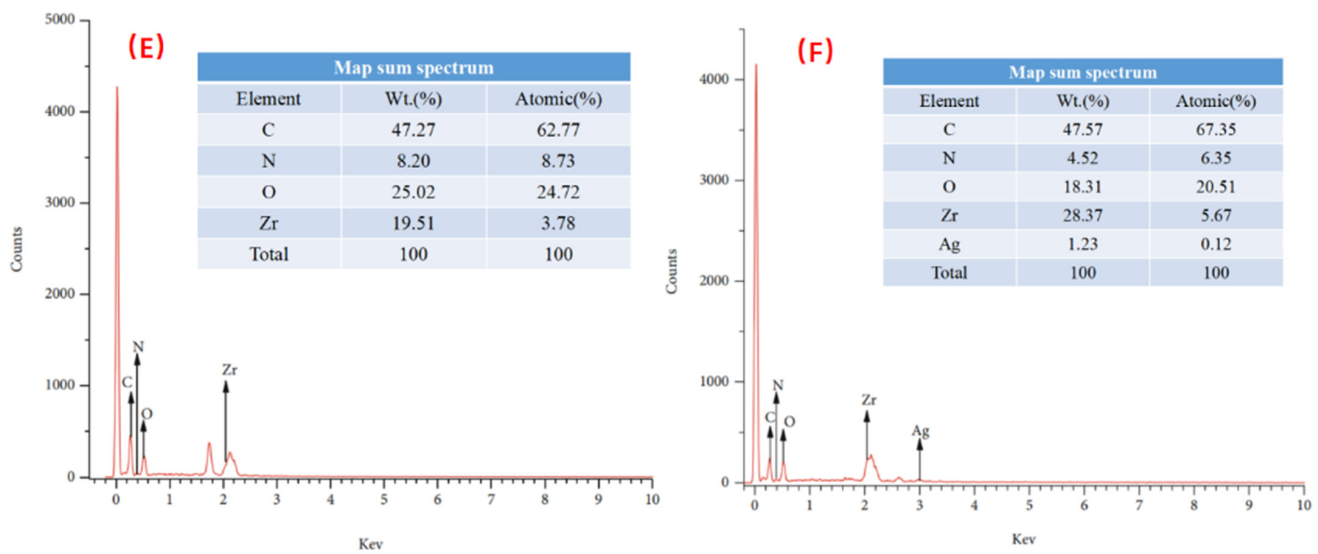 (E)
Map sum spectrum
Element Wt.(%) Atomic(%)
C 47.27 62.77
N 8.20 8.73
O 25.02 24.72
Zr 19.51 3.78
Total 100 100
5000
4000
3000
2000
1000
0
Counts
C
N
O
Zr
0 1 2 3 4 5 6 7 8 9 10
Kev
(F)
Map sum spectrum
Element Wt.(%) Atomic(%)
C 47.57 67.35
N 4.52 6.35
O 18.31 20.51
Zr 28.37 5.67
Ag 1.23 0.12
Total 100 100
4000
3000
2000
1000
0
Counts
C
N
O
Zr
Ag
0 1 2 3 4 5 6 7 8 9 10
Kev